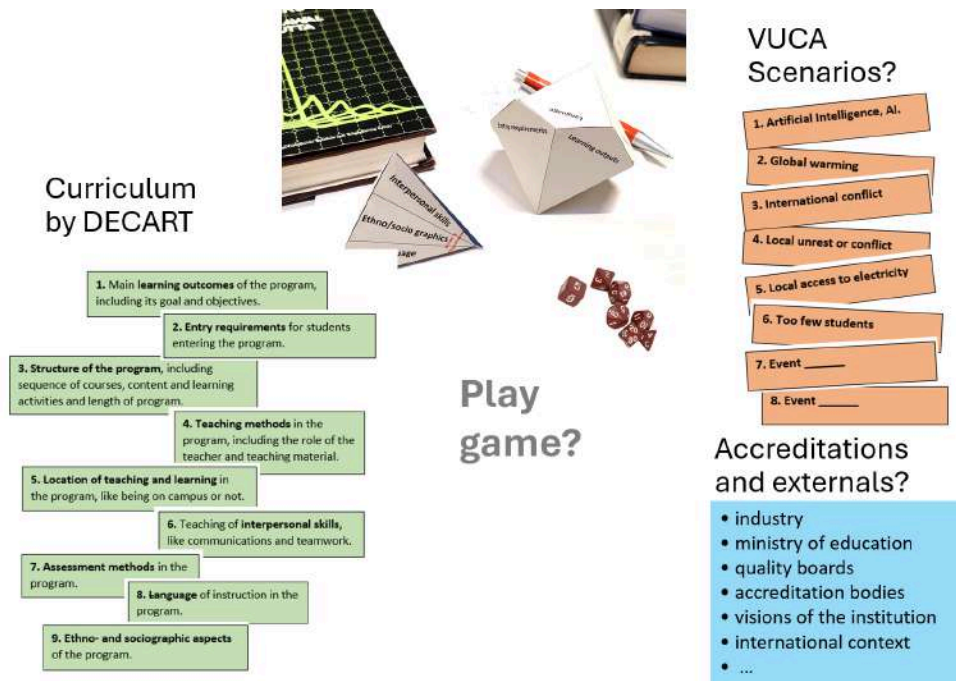 Curriculum
by DECART
1. Main learning outcomes of the program,
including its goal and objectives.
2. Entry requirements for students
entering the program.
3. Structure of the program, including
sequence of courses, content and learning
activities and length of program.
4. Teaching methods in the
program, including the role of the
teacher and teaching material.
5. Location of teaching and learning in
the program, like being on campus or not.
6. Teaching of interpersonal skills,
like communications and teamwork.
7. Assessment methods in the
program.
8. Language of instruction in the
program.
9. Ethno- and sociographic aspects
of the program.
Interpersonal skills
Ethno/socio graphics
Language
Entry requirements
Learning outputs
Play
game?
VUCA
Scenarios?
1. Artificial Intelligence, AI.
2. Global warming
3. International conflict
4. Local unrest or conflict
5. Local access to electricity
6. Too few students
7. Event ______
8. Event ______
Accreditations
and externals?
• industry
• ministry of education
• quality boards
• accreditation bodies
• visions of the institution
• international context
• ...